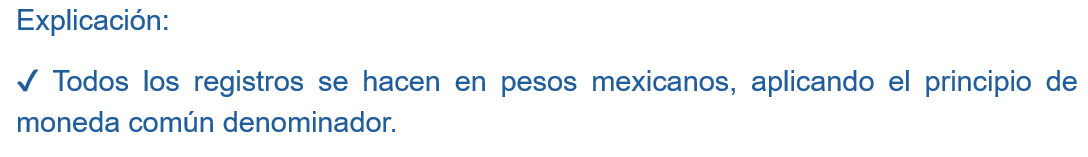 Explicación:
✓ Todos los registros se hacen en pesos mexicanos, aplicando el principio de
moneda común denominador.